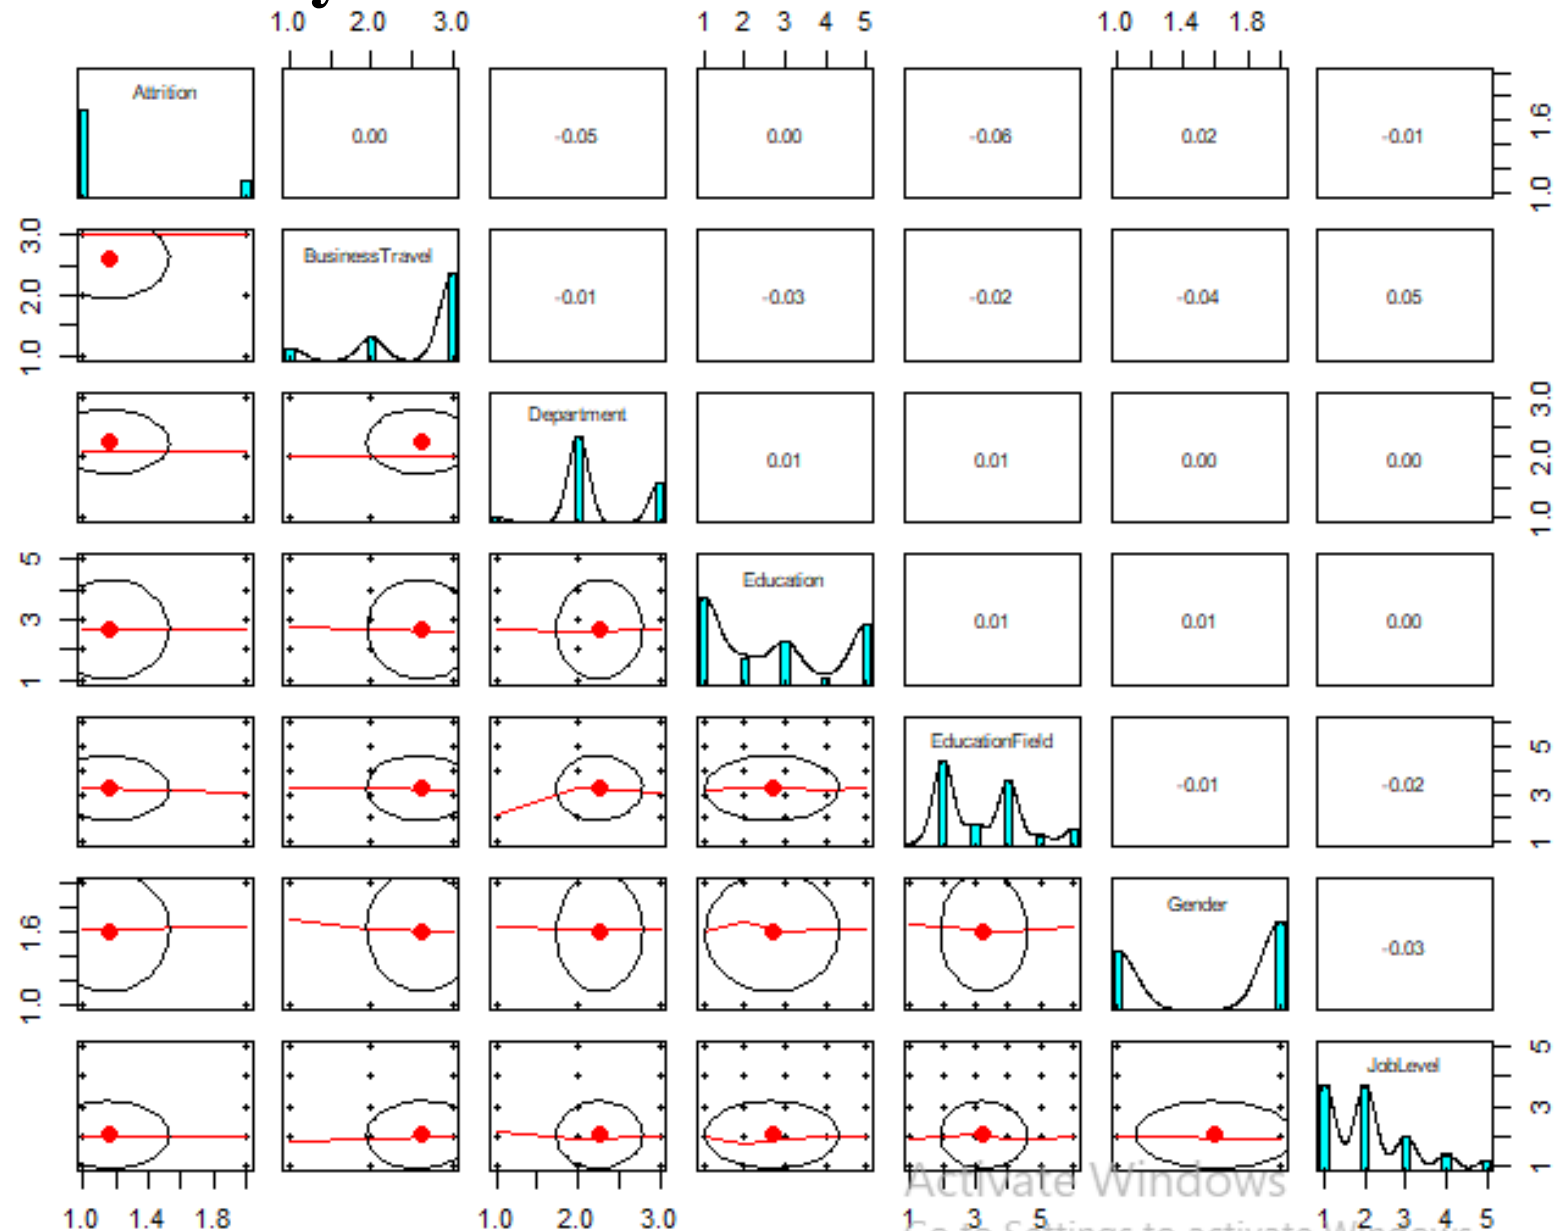 1.0 2.0 3.0 1 2 3 4 5 1.0 1.4 1.8
Attrition 0.00 -0.05 0.00 -0.06 0.02 -0.01 1.0 1.6
3.0 2.0 1.0 BusinessTravel -0.01 -0.03 -0.02 -0.04 0.05
Department 0.01 0.01 0.00 0.00 3.0 2.0 1.0
5 3 1 Education 0.01 0.01 0.00
EducationField -0.01 -0.02 5 3 1
1.6 1.0 Gender -0.03
JobLevel 5 3 1
Activate Windows
1.0 1.4 1.8 1.0 2.0 3.0 1 3 5 1 2 3 4 5
Go to Settings to activate Windows